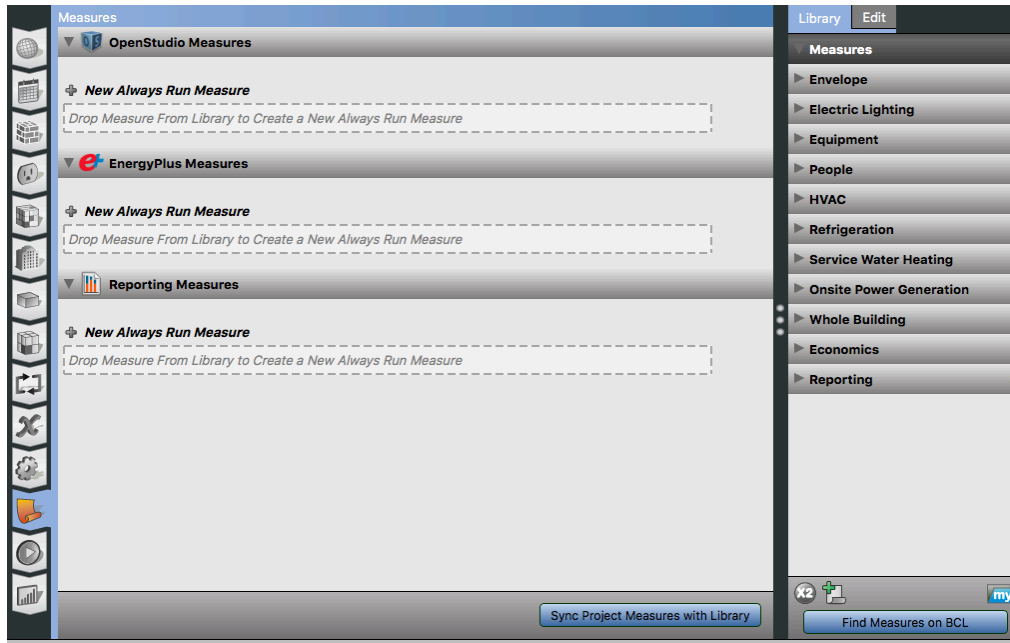 Measures
OpenStudio Measures
New Always Run Measure
Drop Measure From Library to Create a New Always Run Measure
EnergyPlus Measures
New Always Run Measure
Drop Measure From Library to Create a New Always Run Measure
Reporting Measures
New Always Run Measure
Drop Measure From Library to Create a New Always Run Measure
Sync Project Measures with Library
Library Edit
Measures
Envelope
Electric Lighting
Equipment
People
HVAC
Refrigeration
Service Water Heating
Onsite Power Generation
Whole Building
Economics
Reporting
X2
my
Find Measures on BCL